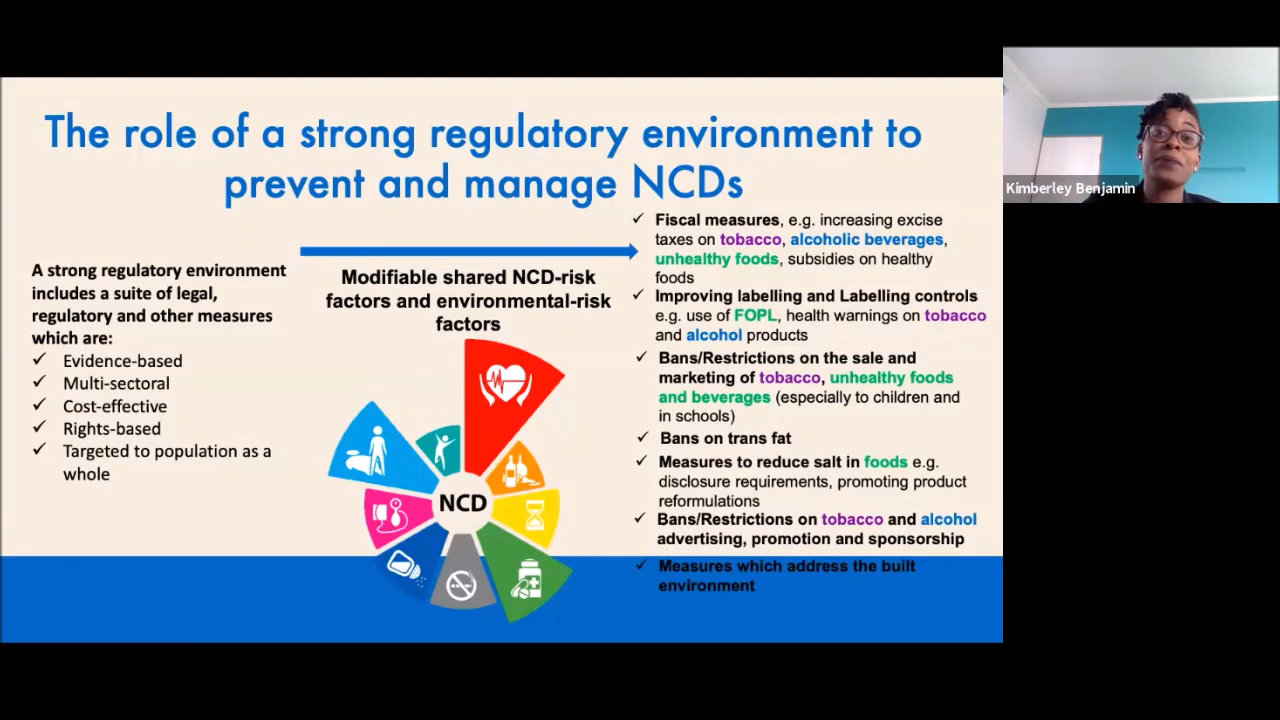 The role of a strong regulatory environment to
prevent and manage NCDs
A strong regulatory environment
includes a suite of legal,
regulatory and other measures
which are:
✓ Evidence-based
✓ Multi-sectoral
✓ Cost-effective
✓ Rights-based
✓ Targeted to population as a
whole
Modifiable shared NCD-risk
factors and environmental-risk
factors
NCD
✓ Fiscal measures, e.g. increasing excise
taxes on tobacco, alcoholic beverages,
unhealthy foods, subsidies on healthy
foods
✓ Improving labelling and Labelling controls
e.g. use of FOPL, health warnings on tobacco
and alcohol products
✓ Bans/Restrictions on the sale and
marketing of tobacco, unhealthy foods
and beverages (especially to children and
in schools)
✓ Bans on trans fat
✓ Measures to reduce salt in foods e.g.
disclosure requirements, promoting product
reformulations
✓ Bans/Restrictions on tobacco and alcohol
advertising, promotion and sponsorship
✓ Measures which address the built
environment
Kimberley Benjamin